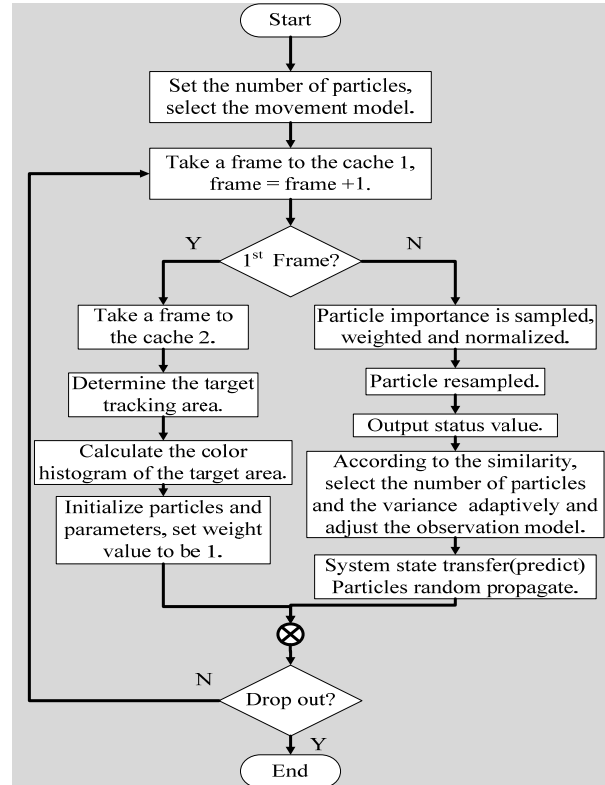 Start
Set the number of particles,
select the movement model.
Take a frame to the cache 1,
frame = frame +1.
Y
N
1st Frame?
Take a frame to
the cache 2.
Determine the target
tracking area.
Calculate the color
histogram of the target area.
Initialize particles and
parameters, set weight
value to be 1.
Particle importance is sampled,
weighted and normalized.
Particle resampled.
Output status value.
According to the similarity,
select the number of particles
and the variance adaptively and
adjust the observation model.
System state transfer(predict)
Particles random propagate.
N
Drop out?
Y
End